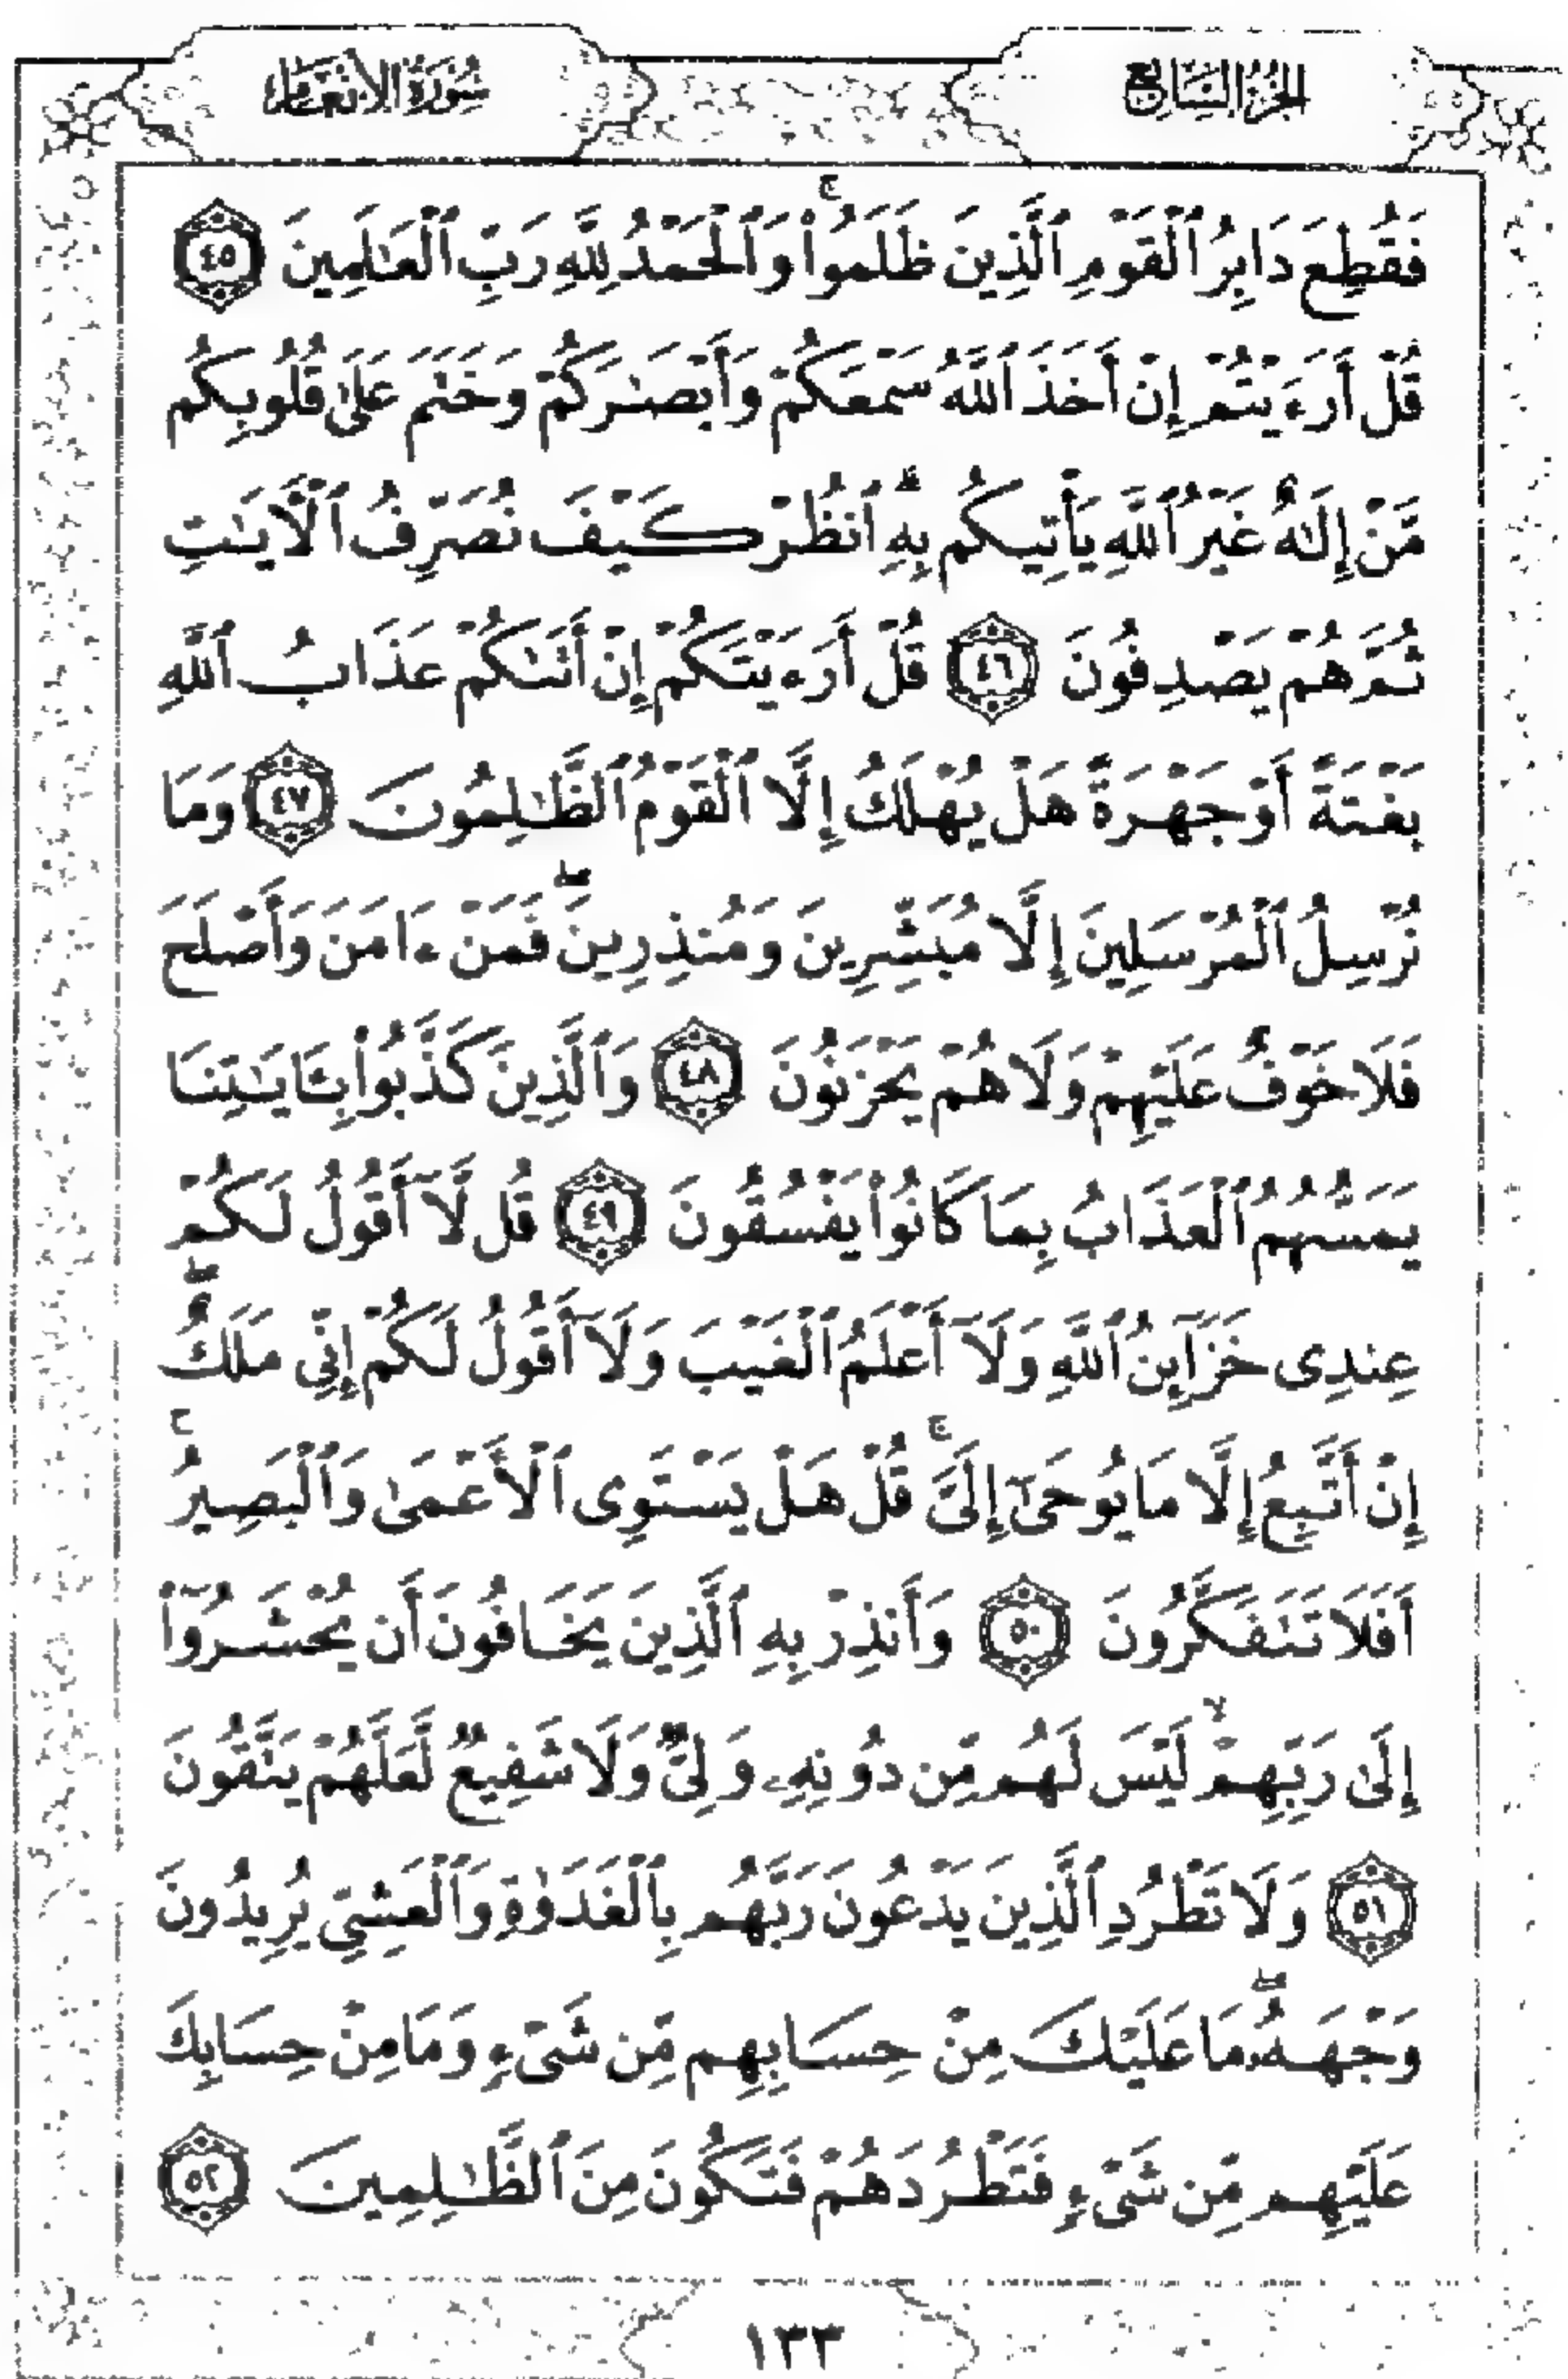 الجزء السابع
سورة الأنعام
فَقُطِعَ دَابِرُ ٱلْقَوْمِ ٱلَّذِينَ ظَلَمُوا۟ ۚ وَٱلْحَمْدُ لِلَّهِ رَبِّ ٱلْعَـٰلَمِينَ ٤٥
قُلْ أَرَءَيْتُمْ إِنْ أَخَذَ ٱللَّهُ سَمْعَكُمْ وَأَبْصَـٰرَكُمْ وَخَتَمَ عَلَىٰ قُلُوبِكُم
مَّنْ إِلَـٰهٌ غَيْرُ ٱللَّهِ يَأْتِيكُم بِهِ ۗ ٱنظُرْ كَيْفَ نُصَرِّفُ ٱلْـَٔايَـٰتِ
ثُمَّ هُمْ يَصْدِفُونَ ٤٦ قُلْ أَرَءَيْتَكُمْ إِنْ أَتَىٰكُمْ عَذَابُ ٱللَّهِ
بَغْتَةً أَوْ جَهْرَةً هَلْ يُهْلَكُ إِلَّا ٱلْقَوْمُ ٱلظَّـٰلِمُونَ ٤٧ وَمَا
نُرْسِلُ ٱلْمُرْسَلِينَ إِلَّا مُبَشِّرِينَ وَمُنذِرِينَ ۖ فَمَنْ ءَامَنَ وَأَصْلَحَ
فَلَا خَوْفٌ عَلَيْهِمْ وَلَا هُمْ يَحْزَنُونَ ٤٨ وَٱلَّذِينَ كَذَّبُوا۟ بِـَٔايَـٰتِنَا
يَمَسُّهُمُ ٱلْعَذَابُ بِمَا كَانُوا۟ يَفْسُقُونَ ٤٩ قُل لَّآ أَقُولُ لَكُمْ
عِندِى خَزَآئِنُ ٱللَّهِ وَلَآ أَعْلَمُ ٱلْغَيْبَ وَلَآ أَقُولُ لَكُمْ إِنِّى مَلَكٌ ۖ
إِنْ أَتَّبِعُ إِلَّا مَا يُوحَىٰٓ إِلَىَّ ۚ قُلْ هَلْ يَسْتَوِى ٱلْأَعْمَىٰ وَٱلْبَصِيرُ ۚ
أَفَلَا تَتَفَكَّرُونَ ٥٠ وَأَنذِرْ بِهِ ٱلَّذِينَ يَخَافُونَ أَن يُحْشَرُوٓا۟
إِلَىٰ رَبِّهِمْ ۙ لَيْسَ لَهُم مِّن دُونِهِۦ وَلِىٌّ وَلَا شَفِيعٌ لَّعَلَّهُمْ يَتَّقُونَ
٥١ وَلَا تَطْرُدِ ٱلَّذِينَ يَدْعُونَ رَبَّهُم بِٱلْغَدَوٰةِ وَٱلْعَشِىِّ يُرِيدُونَ
وَجْهَهُۥ ۖ مَا عَلَيْكَ مِنْ حِسَابِهِم مِّن شَىْءٍ وَمَا مِنْ حِسَابِكَ
عَلَيْهِم مِّن شَىْءٍ فَتَطْرُدَهُمْ فَتَكُونَ مِنَ ٱلظَّـٰلِمِينَ ٥٢
١٣٣